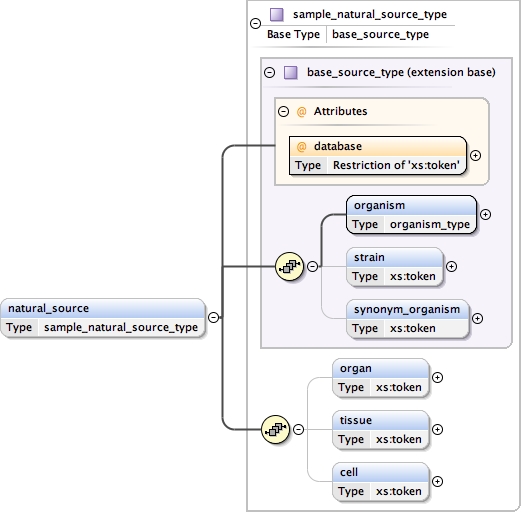 sample_natural_source_type
Base Type base_source_type
base_source_type (extension base)
@ Attributes
@ database
Type Restriction of 'xs:token'
organism
Type organism_type
strain
Type xs:token
synonym_organism
Type xs:token
natural_source
Type sample_natural_source_type
organ
Type xs:token
tissue
Type xs:token
cell
Type xs:token